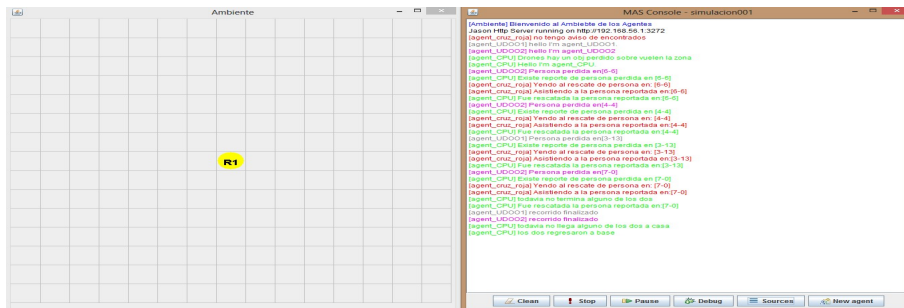 Ambiente
R1
MAS Console - simulacion001
[Ambiente] Bienvenido al Ambiente de los Agentes
Jason Http Server running on http://192.168.56.1:3272
[agent_cruz_roja] no tengo aviso de encontrados
[agent_UDOO1] hello I'm agent_UDOO1.
[agent_UDOO2] hello I'm agent_UDOO2
[agent_CPU] Drones hay un obj perdido sobre vuelen la zona
[agent_CPU] Hello I'm agent_CPU.
[agent_UDOO2] Persona perdida en[6-6]
[agent_CPU] Existe reporte de persona perdida en [6-6]
[agent_cruz_roja] Yendo al rescate de persona en: [6-6]
[agent_cruz_roja] Asistiendo a la persona reportada en:[6-6]
[agent_CPU] Fue rescatada la persona reportada en:[6-6]
[agent_UDOO2] Persona perdida en[4-4]
[agent_CPU] Existe reporte de persona perdida en [4-4]
[agent_cruz_roja] Yendo al rescate de persona en: [4-4]
[agent_cruz_roja] Asistiendo a la persona reportada en:[4-4]
[agent_CPU] Fue rescatada la persona reportada en:[4-4]
[agent_UDOO1] Persona perdida en[3-13]
[agent_CPU] Existe reporte de persona perdida en [3-13]
[agent_cruz_roja] Yendo al rescate de persona en: [3-13]
[agent_cruz_roja] Asistiendo a la persona reportada en:[3-13]
[agent_CPU] Fue rescatada la persona reportada en:[3-13]
[agent_UDOO2] Persona perdida en[7-0]
[agent_CPU] Existe reporte de persona perdida en [7-0]
[agent_cruz_roja] Yendo al rescate de persona en: [7-0]
[agent_cruz_roja] Asistiendo a la persona reportada en:[7-0]
[agent_CPU] todavia no termina alguno de los dos
[agent_CPU] Fue rescatada la persona reportada en:[7-0]
[agent_UDOO1] recorrido finalizado
[agent_UDOO2] recorrido finalizado
[agent_CPU] todavia no llega alguno de los dos a casa
[agent_CPU] los dos regresaron a base
Clean Stop Pause Debug Sources New agent